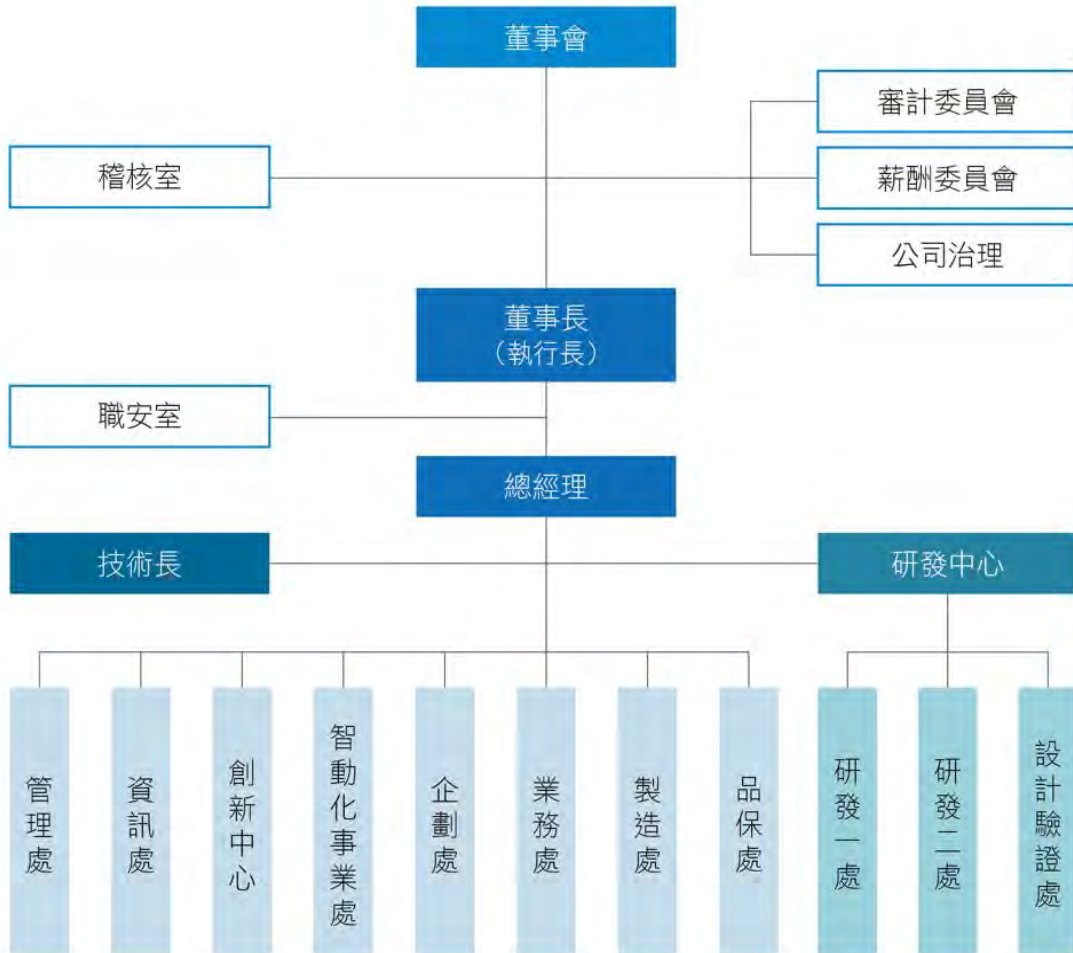 董事會
審計委員會
稽核室
薪酬委員會
公司治理
董事長
（執行長）
職安室
總經理
技術長
研發中心
管理處
資訊處
創新中心
智動化事業處
企劃處
業務處
製造處
品保處
研發一處
研發二處
設計驗證處